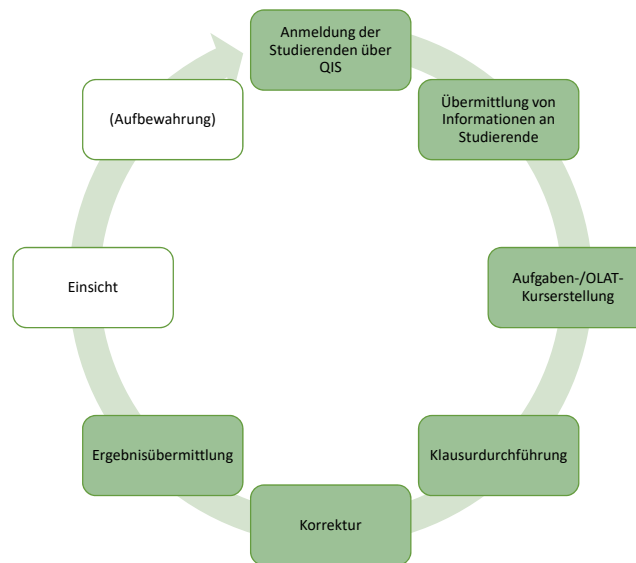 Anmeldung der
Studierenden über
QIS
Übermittlung von
Informationen an
Studierende
Aufgaben-/OLAT-
Kurserstellung
Klausurdurchführung
Korrektur
Ergebnisübermittlung
Einsicht
(Aufbewahrung)